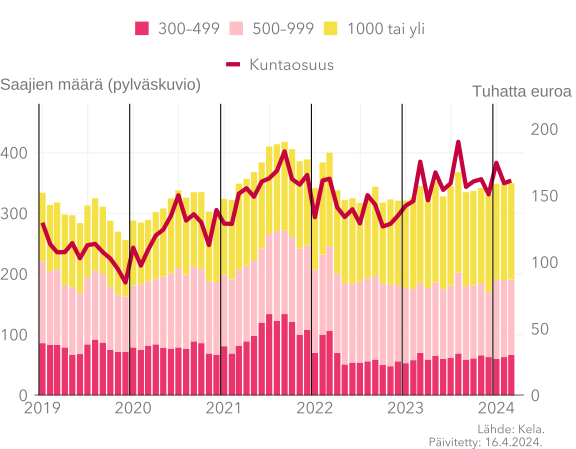 300–499 500–999 1000 tai yli
Kuntaosuus
Saajien määrä (pylväskuvio)
Tuhatta euroa
200
400
150
300
100
200
50
100
0
0
2019 2020 2021 2022 2023 2024
Lähde: Kela.
Päivitetty: 16.4.2024.